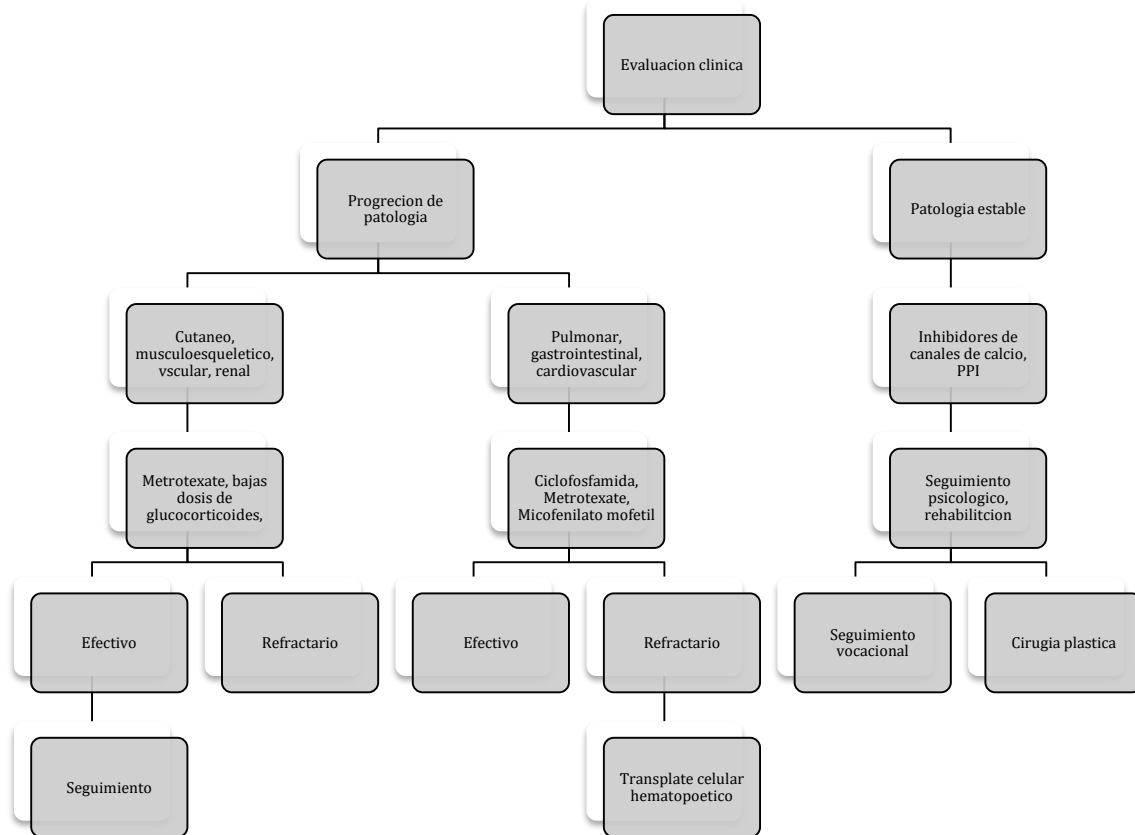 Evaluacion clinica
Progrecion de
patologia
Patologia estable
Cutaneo,
musculoesqueletico,
vscular, renal
Pulmonar,
gastrointestinal,
cardiovascular
Inhibidores de
canales de calcio,
PPI
Metrotexate, bajas
dosis de
glucocorticoides,
Ciclofosfamida,
Metrotexate,
Micofenilato mofetil
Seguimiento
psicologico,
rehabilitcion
Efectivo
Refractario
Efectivo
Refractario
Seguimiento
vocacional
Cirugia plastica
Seguimiento
Transplate celular
hematopoetico